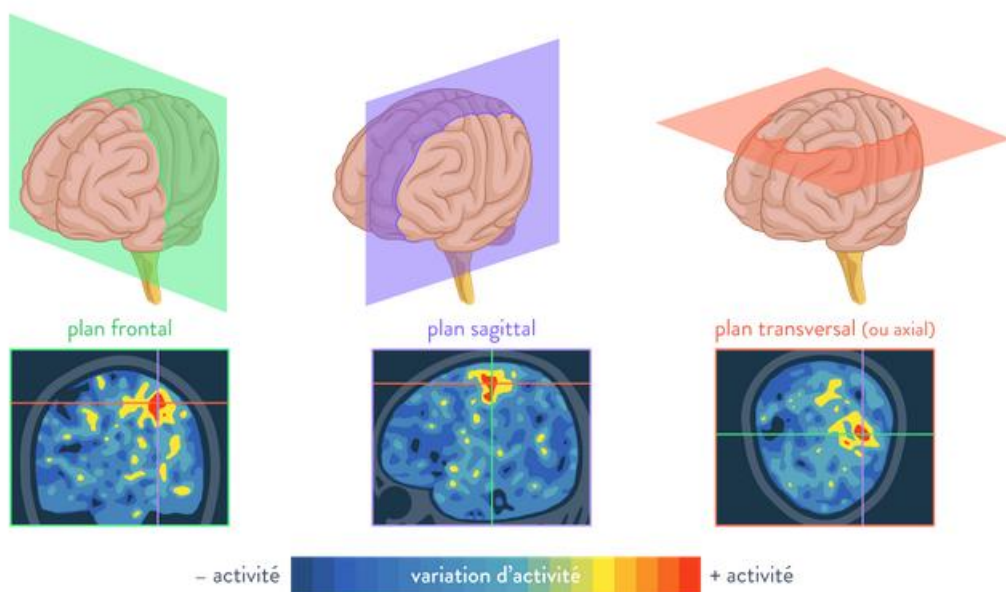 plan frontal
plan sagittal
plan transversal (ou axial)
– activité
variation d'activité
+ activité